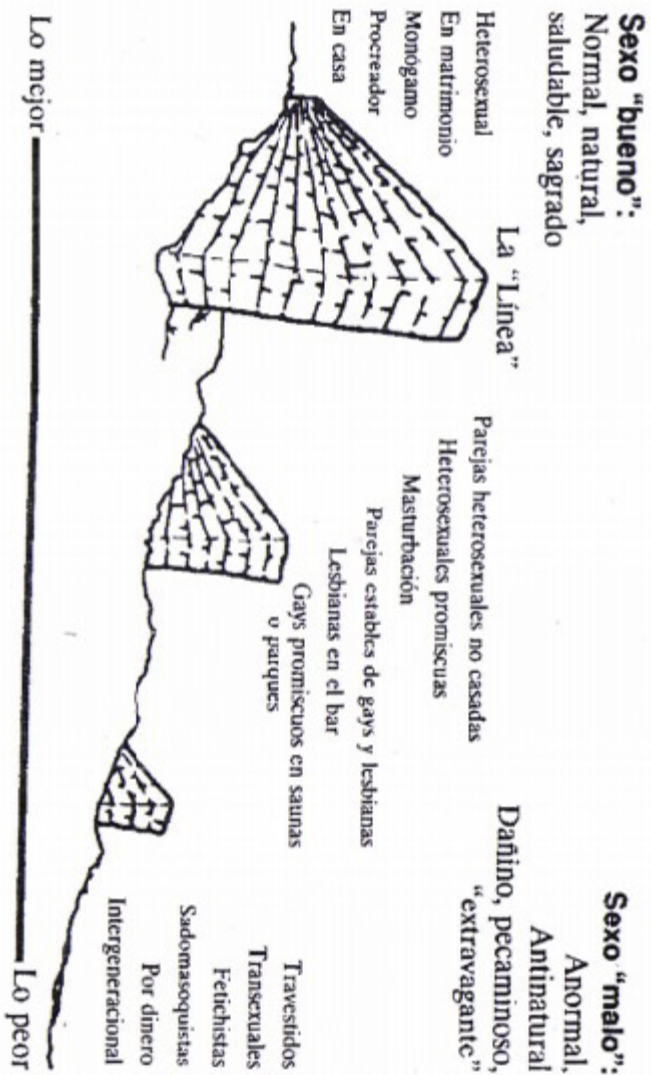 Sexo “bueno”:
Normal, natural,
saludable, sagrado
Heterosexual
En matrimonio
Monógamo
Procreador
En casa
La “Línea”
Parejas heterosexuales no casadas
Heterosexuales promiscuas
Masturbación
Parejas estables de gays y lesbianas
Lesbianas en el bar
Gays promiscuos en saunas
o parques
Sexo “malo”:
Anormal,
Antinatural
Dañino, pecaminoso,
“extravagante”
Travestidos
Transexuales
Fetichistas
Sadomasoquistas
Por dinero
Intergeneracional
Lo mejor
Lo peor